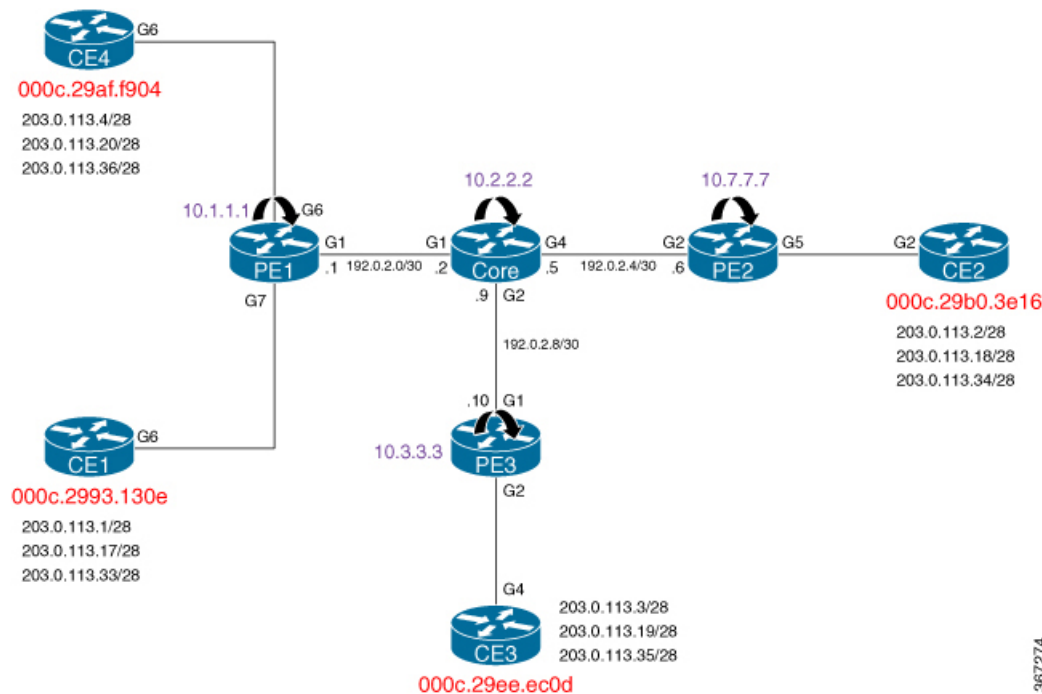 G6
CE4
000c.29af.f904
203.0.113.4/28
203.0.113.20/28
203.0.113.36/28
10.1.1.1
G6
PE1
G1
.1
192.0.2.0/30
G7
10.2.2.2
G1
.2
Core
G4
.5
192.0.2.4/30
.9
G2
10.7.7.7
G2
.6
PE2
G5
G2
CE2
000c.29b0.3e16
203.0.113.2/28
203.0.113.18/28
203.0.113.34/28
192.0.2.8/30
.10
G1
10.3.3.3
PE3
G2
G6
CE1
000c.2993.130e
203.0.113.1/28
203.0.113.17/28
203.0.113.33/28
G4
CE3
000c.29ee.ec0d
203.0.113.3/28
203.0.113.19/28
203.0.113.35/28
367274